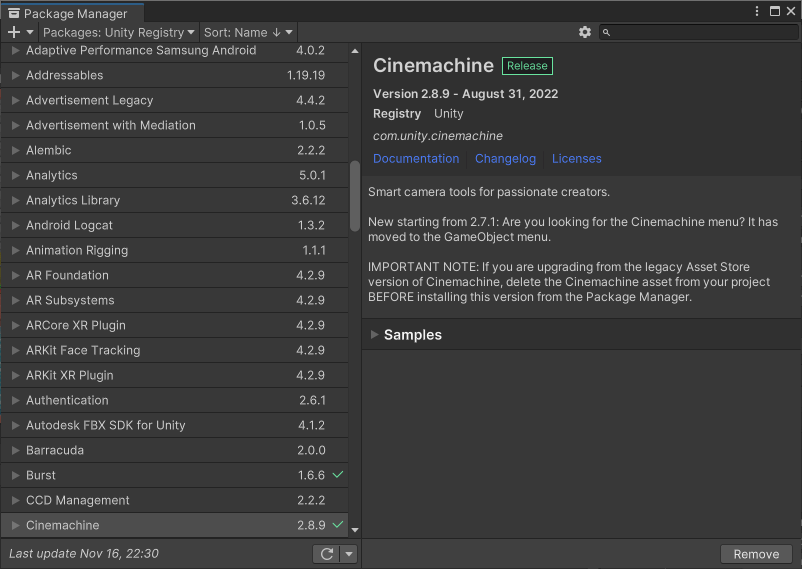 Package Manager
Packages: Unity Registry
Sort: Name ↓
Adaptive Performance Samsung Android 4.0.2
Addressables 1.19.19
Advertisement Legacy 4.4.2
Advertisement with Mediation 1.0.5
Alembic 2.2.2
Analytics 5.0.1
Analytics Library 3.6.12
Android Logcat 1.3.2
Animation Rigging 1.1.1
AR Foundation 4.2.9
AR Subsystems 4.2.9
ARCore XR Plugin 4.2.9
ARKit Face Tracking 4.2.9
ARKit XR Plugin 4.2.9
Authentication 2.6.1
Autodesk FBX SDK for Unity 4.1.2
Barracuda 2.0.0
Burst 1.6.6
CCD Management 2.2.2
Cinemachine 2.8.9
Last update Nov 16, 22:30
Cinemachine Release
Version 2.8.9 - August 31, 2022
Registry Unity
com.unity.cinemachine
Documentation Changelog Licenses
Smart camera tools for passionate creators.
New starting from 2.7.1: Are you looking for the Cinemachine menu? It has
moved to the GameObject menu.
IMPORTANT NOTE: If you are upgrading from the legacy Asset Store
version of Cinemachine, delete the Cinemachine asset from your project
BEFORE installing this version from the Package Manager.
Samples
Remove